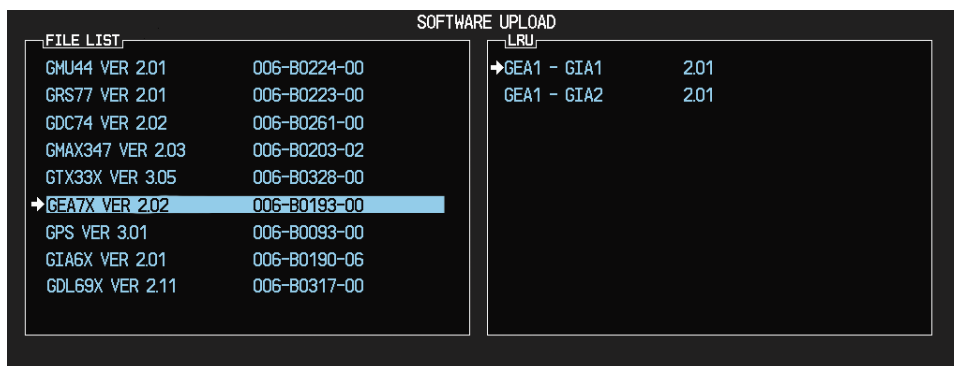 SOFTWARE UPLOAD
FILE LIST
GMU44 VER 2.01 006-B0224-00
GRS77 VER 2.01 006-B0223-00
GDC74 VER 2.02 006-B0261-00
GMAX347 VER 2.03 006-B0203-02
GTX33X VER 3.05 006-B0328-00
GEA7X VER 2.02 006-B0193-00
GPS VER 3.01 006-B0093-00
GIA6X VER 2.01 006-B0190-06
GDL69X VER 2.11 006-B0317-00
LRU
GEA1 - GIA1 2.01
GEA1 - GIA2 2.01